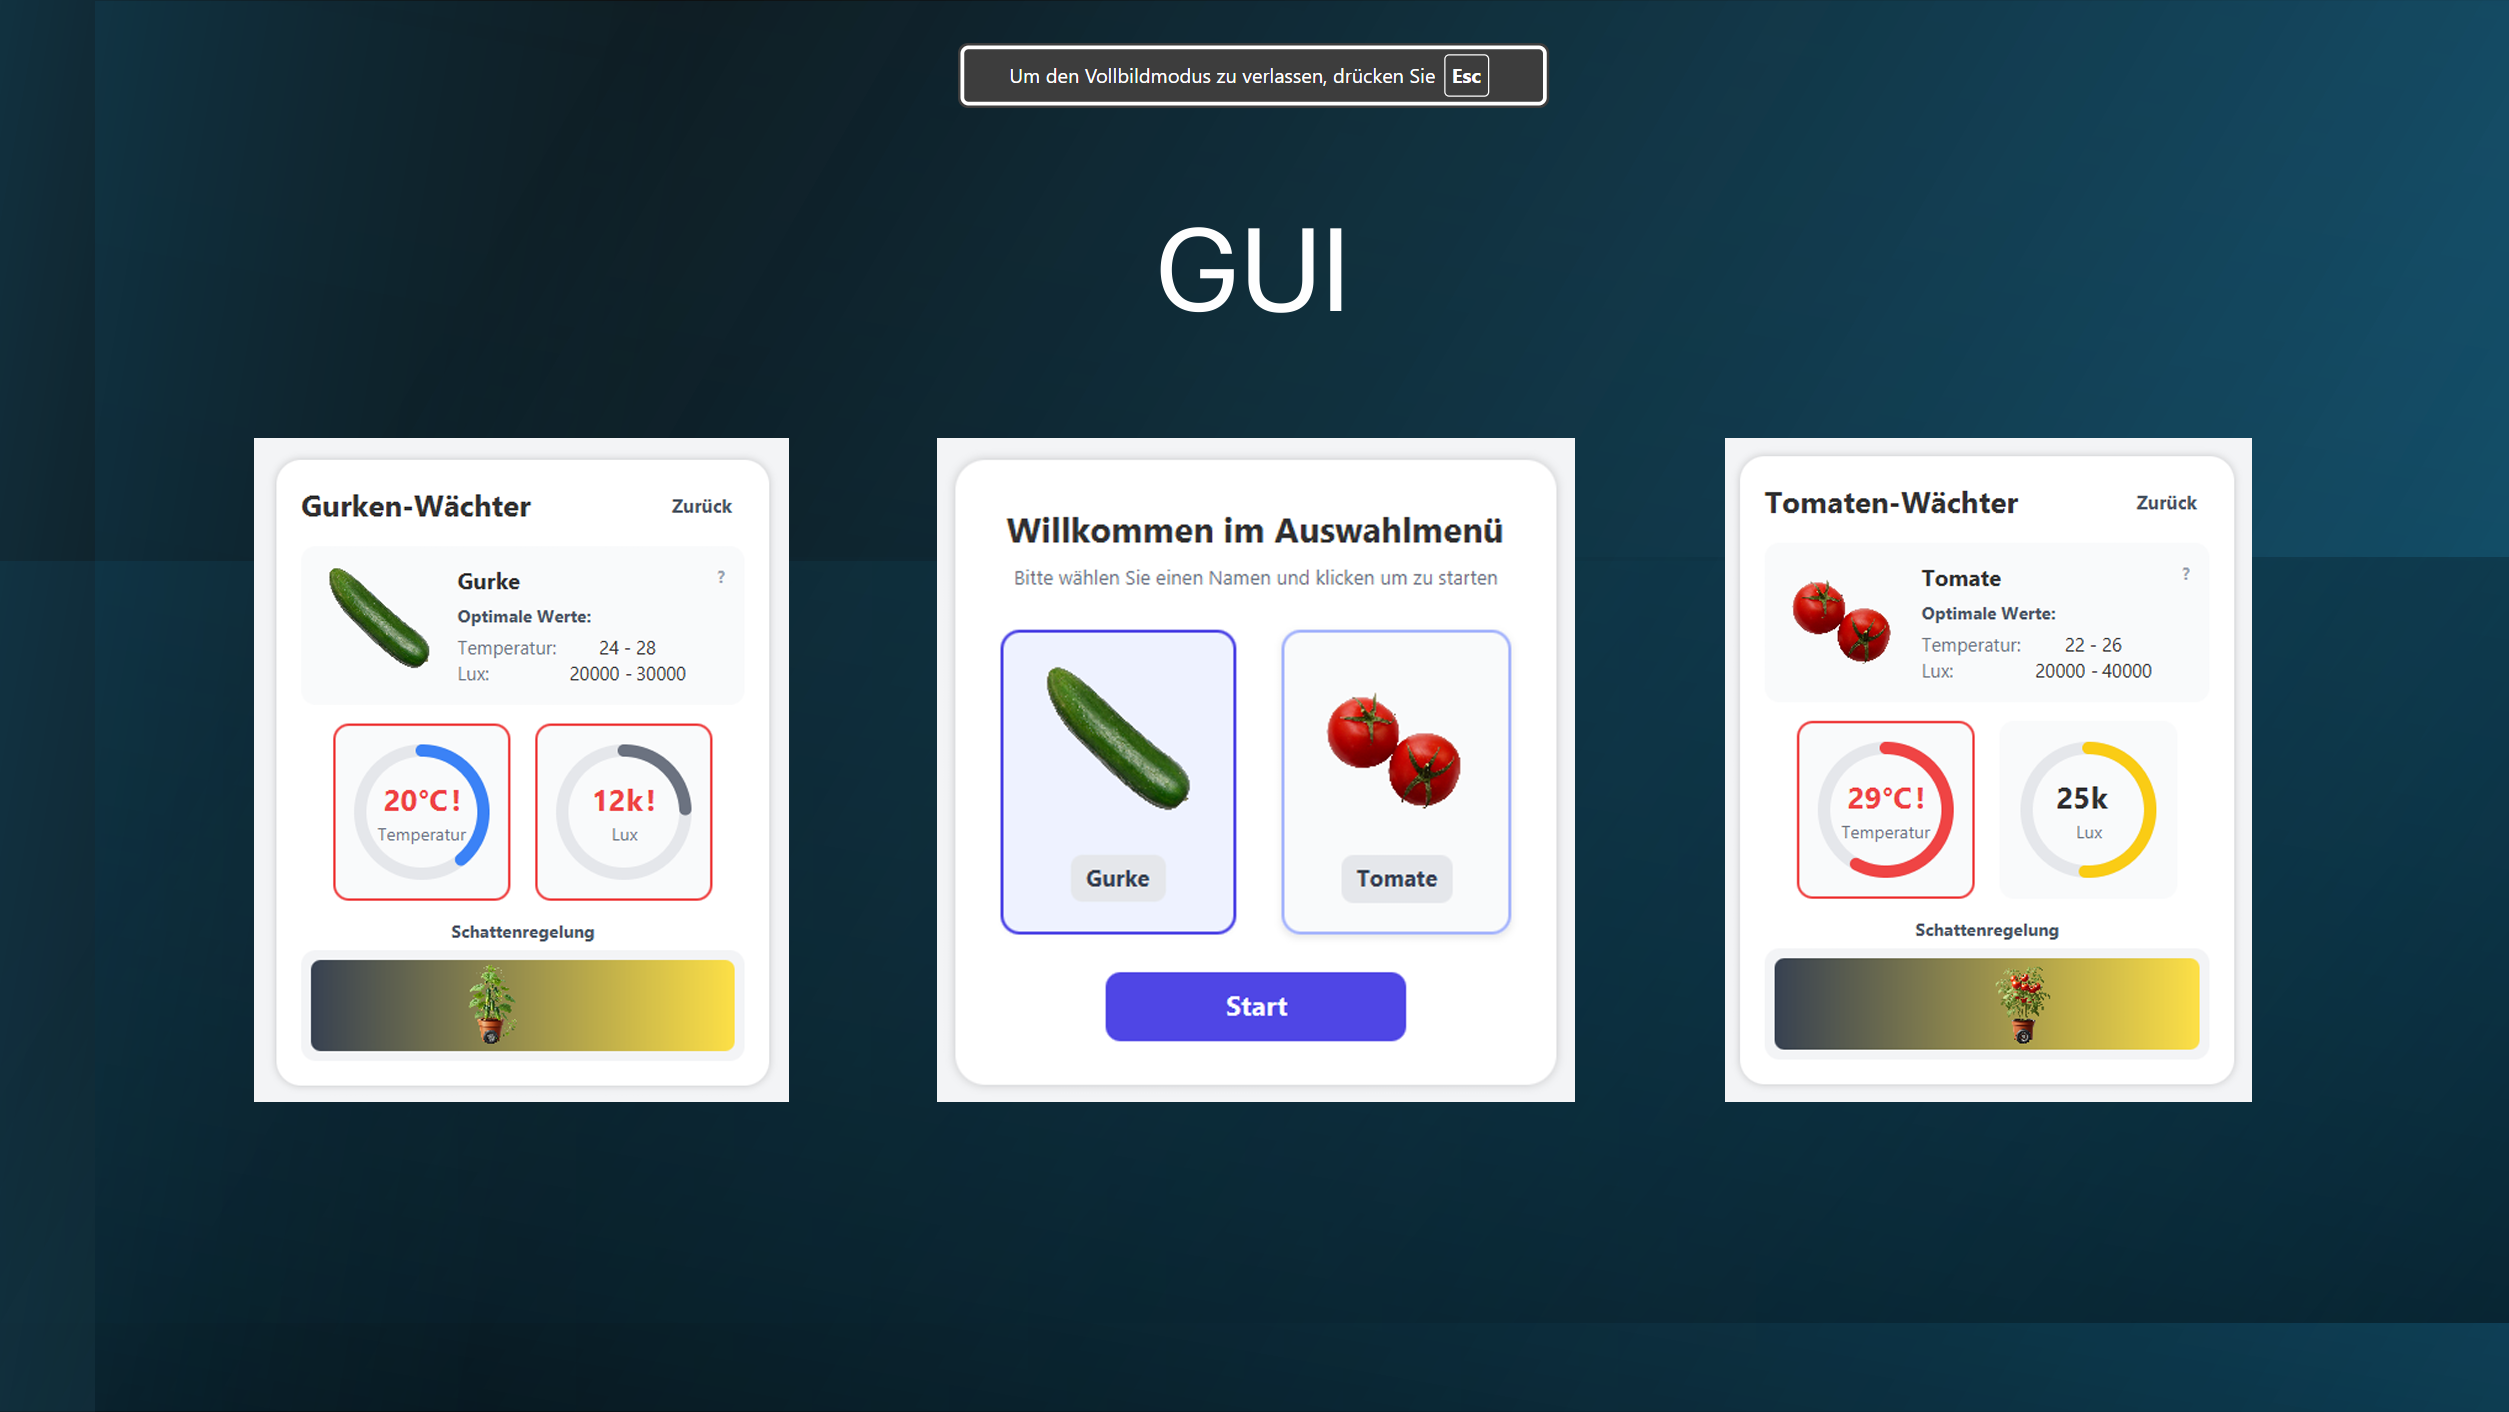 Um den Vollbildmodus zu verlassen, drücken Sie Esc
GUI
Gurken-Wächter
Zurück
Gurke
?
Optimale Werte:
Temperatur: 24 - 28
Lux: 20000 - 30000
20°C!
Temperatur
12k!
Lux
Schattenregelung
Willkommen im Auswahlmenü
Bitte wählen Sie einen Namen und klicken um zu starten
Gurke
Tomate
Start
Tomaten-Wächter
Zurück
Tomate
?
Optimale Werte:
Temperatur: 22 - 26
Lux: 20000 - 40000
29°C!
Temperatur
25k
Lux
Schattenregelung